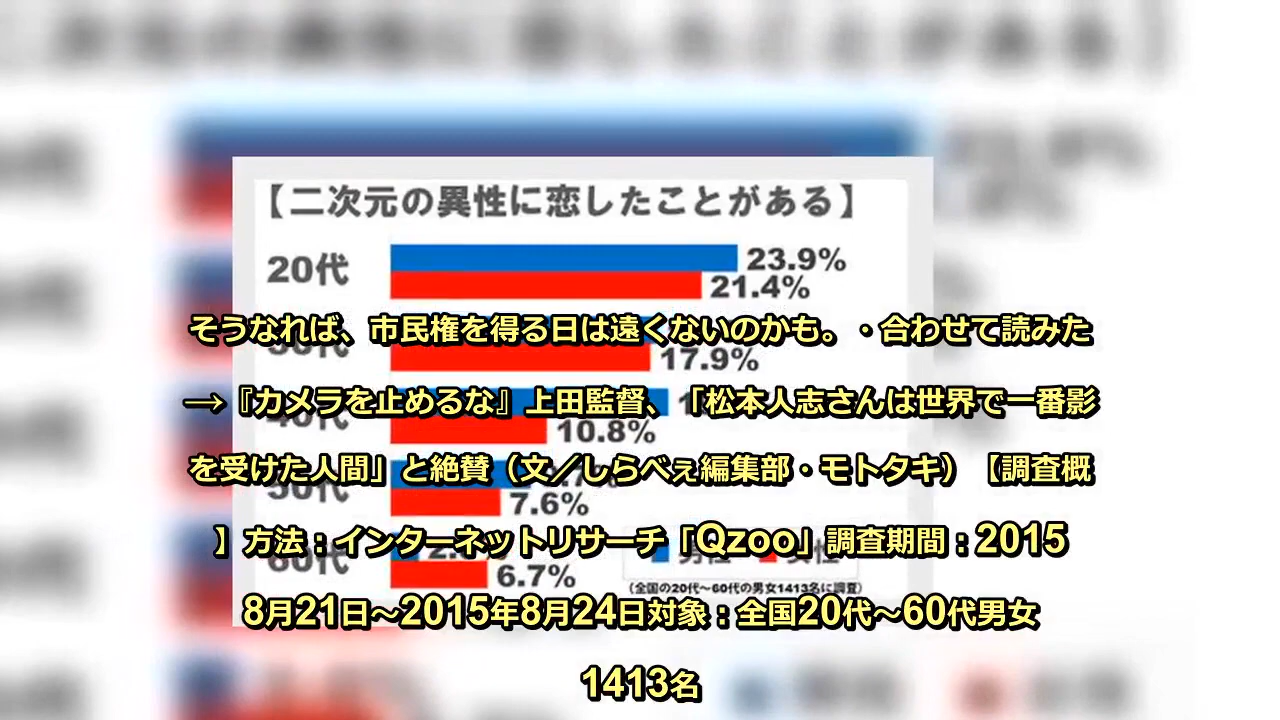 【二次元の異性に恋したことがある】
20代
23.9%
21.4%
そうなれば、市民権を得る日は遠くないのかも。・合わせて読みた
17.9%
→『カメラを止めるな』上田監督、「松本人志さんは世界で一番影
40代
10.8%
を受けた人間」と絶賛（文／しらべぇ編集部・モトタキ）【調査概
50代
7.6%
】方法：インターネットリサーチ「Qzoo」調査期間：2015
60代
6.7%
（全国の20代～60代の男女1413名に調査）
8月21日～2015年8月24日対象：全国20代～60代男女
1413名